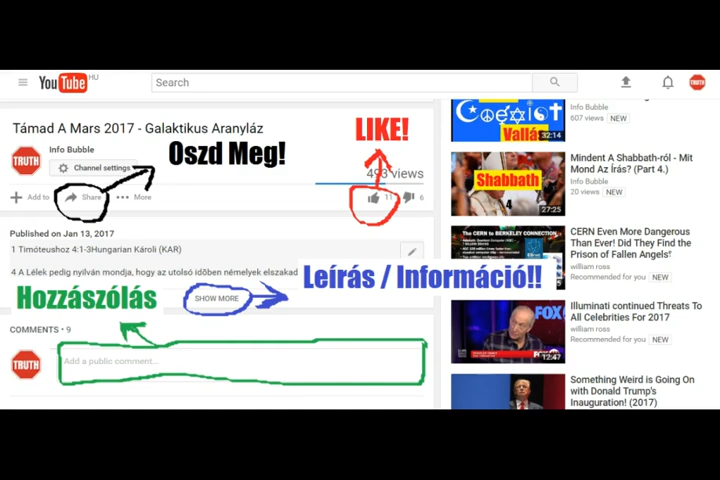 YouTube HU
Search
Támad A Mars 2017 - Galaktikus Aranyláz
LIKE!
TRUTH
Info Bubble
Channel settings
Oszd Meg!
493 views
Add to
Share
More
11
6
Published on Jan 13, 2017
1 Timóteushoz 4:1-3Hungarian Károli (KAR)
4 A Lélek pedig nyilván mondja, hogy az utolsó időben némelyek elszakad
Leírás / Információ!!
Hozzászólás
SHOW MORE
COMMENTS • 9
TRUTH
Add a public comment...
TRUTH
Coexist
Vallá
32:14
Info Bubble
607 views NEW
Shabbath
27:25
Mindent A Shabbath-ról - Mit
Mond Az Írás? (Part 4.)
Info Bubble
20 views NEW
The CERN to BERKELEY CONNECTION
CERN Even More Dangerous
Than Ever! Did They Find the
Prison of Fallen Angels†
william ross
Recommended for you NEW
FOX
12:47
Illuminati continued Threats To
All Celebrities For 2017
william ross
Recommended for you NEW
Something Weird is Going On
with Donald Trump's
Inauguration! (2017)